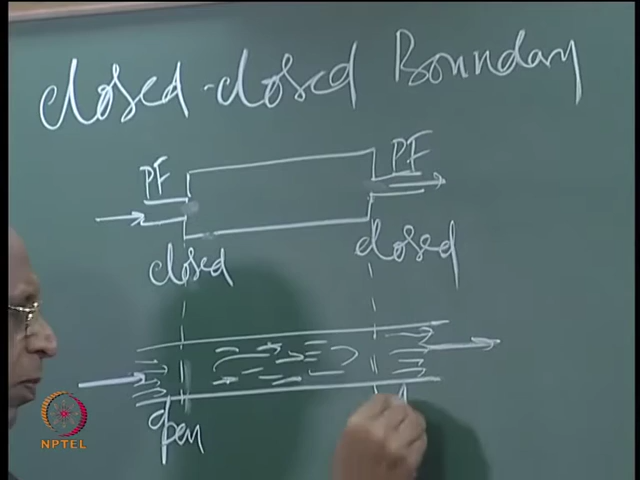 closed-closed Boundary
PF PF
closed closed
open
NPTEL